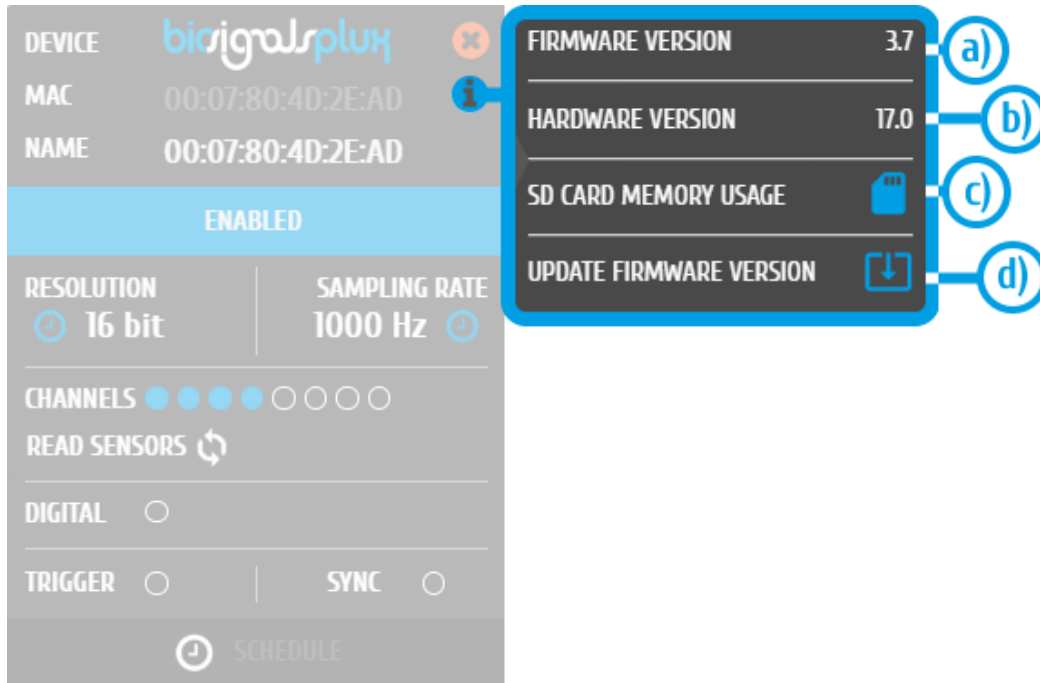 DEVICE biosignalsplux
MAC 00:07:80:4D:2E:AD
NAME 00:07:80:4D:2E:AD
ENABLED
RESOLUTION SAMPLING RATE
16 bit 1000 Hz
CHANNELS
READ SENSORS
DIGITAL
TRIGGER SYNC
SCHEDULE
FIRMWARE VERSION 3.7 a)
HARDWARE VERSION 17.0 b)
SD CARD MEMORY USAGE c)
UPDATE FIRMWARE VERSION d)